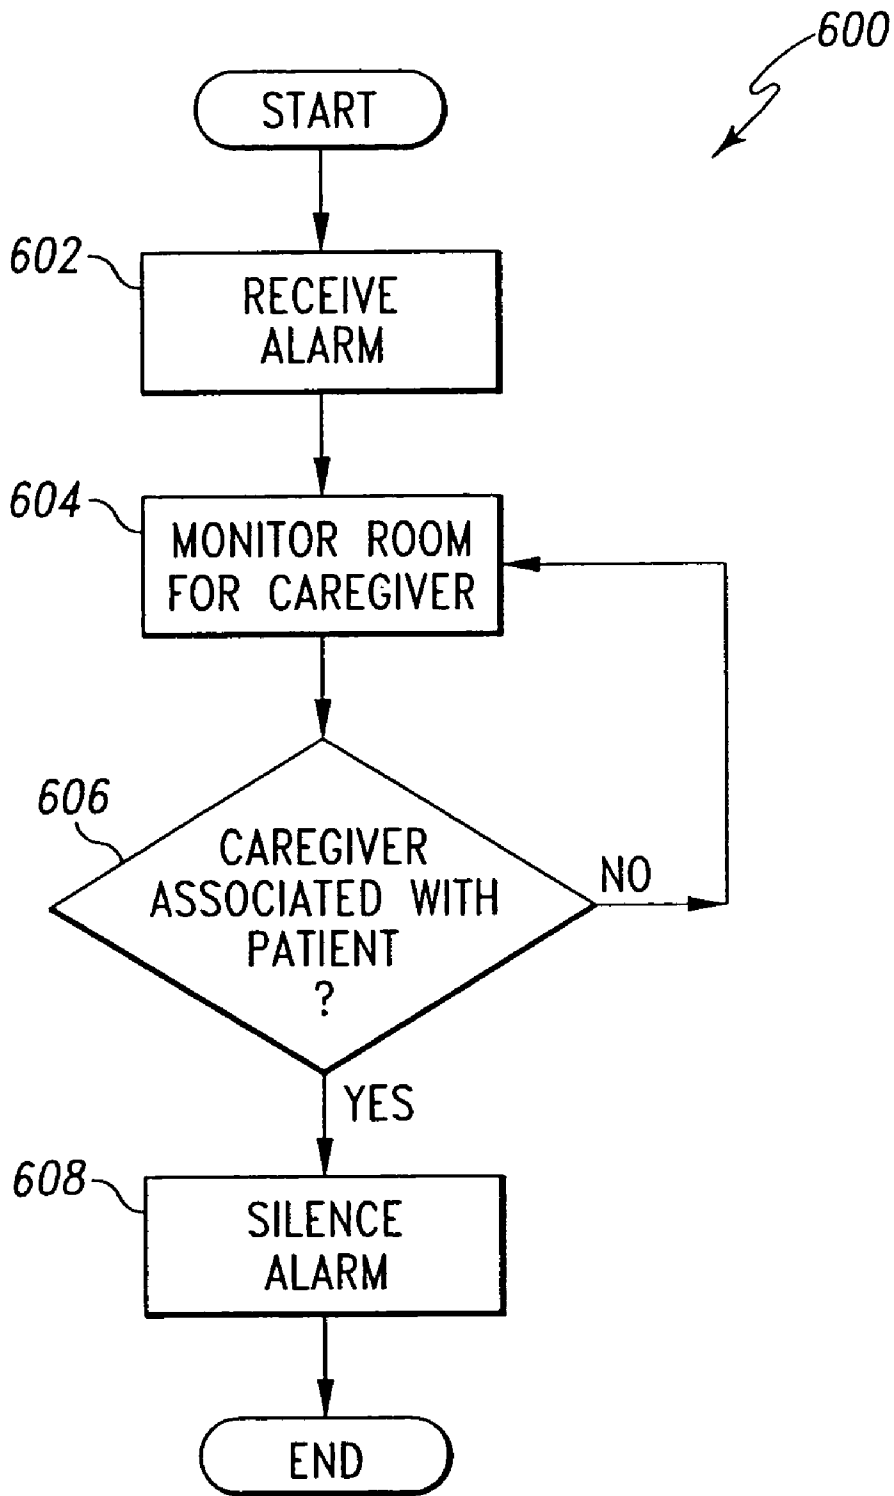 600
START
602
RECEIVE
ALARM
604
MONITOR ROOM
FOR CAREGIVER
606
CAREGIVER
ASSOCIATED WITH
PATIENT
?
NO
YES
608
SILENCE
ALARM
END